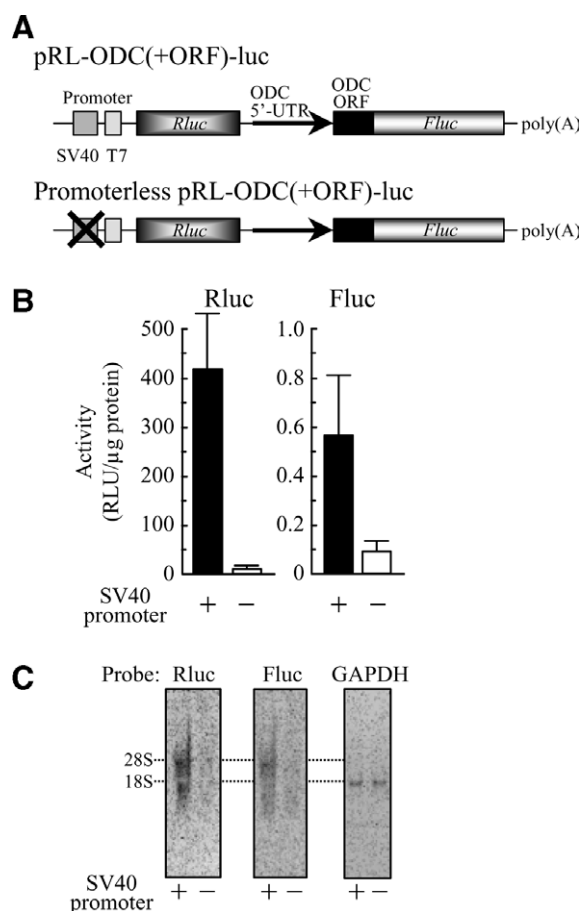 A
pRL-ODC(+ORF)-luc
Promoter
ODC
5'-UTR
ODC
ORF
Rluc
Fluc
poly(A)
SV40 T7
Promoterless pRL-ODC(+ORF)-luc
Rluc
Fluc
poly(A)
B
Rluc
Fluc
Activity
(RLU/µg protein)
500
400
300
200
100
0
1.0
0.8
0.6
0.4
0.2
0
SV40
promoter
+ −
+ −
C
Probe: Rluc Fluc GAPDH
28S
18S
SV40
promoter
+ − + − + −